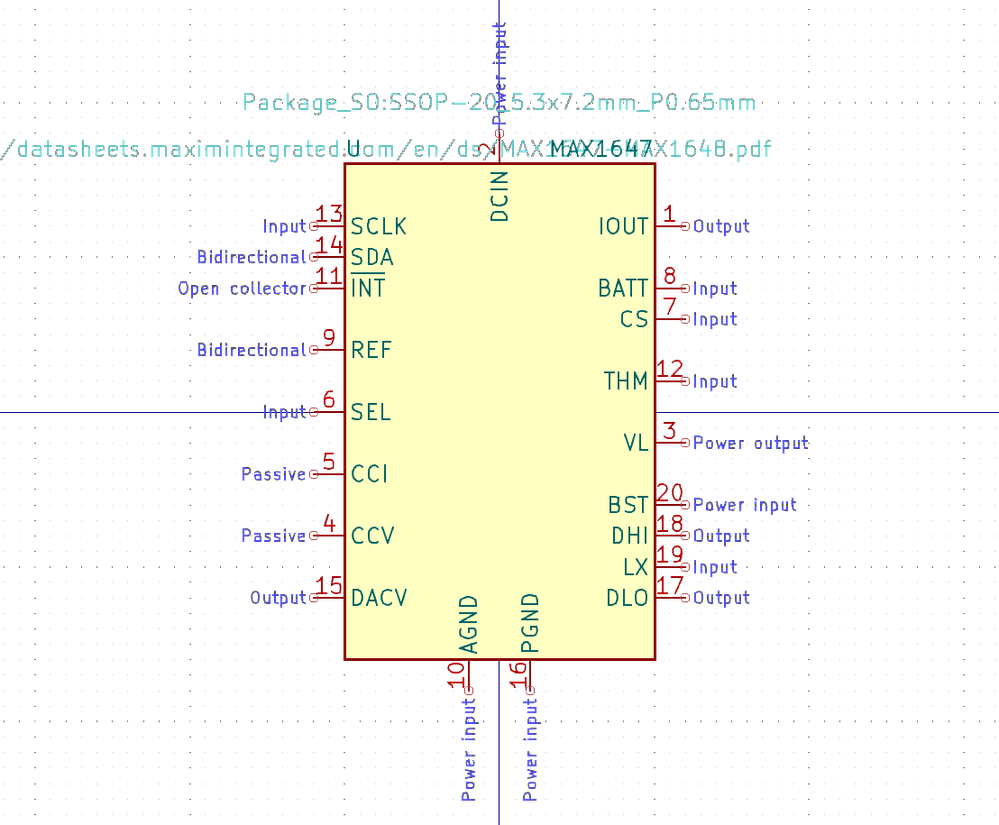 Power input
Package_SO:SSOP-20_5.3x7.2mm_P0.65mm
/datasheets.maximintegrated.com/en/ds/MAX1647-MAX1648.pdf
U MAX1647
2
DCIN
Input 13 SCLK IOUT 1 Output
Bidirectional 14 SDA
Open collector 11 INT BATT 8 Input
CS 7 Input
Bidirectional 9 REF
THM 12 Input
Input 6 SEL
VL 3 Power output
Passive 5 CCI
BST 20 Power input
Passive 4 CCV DHI 18 Output
LX 19 Input
Output 15 DACV DLO 17 Output
AGND PGND
10 16
Power input Power input